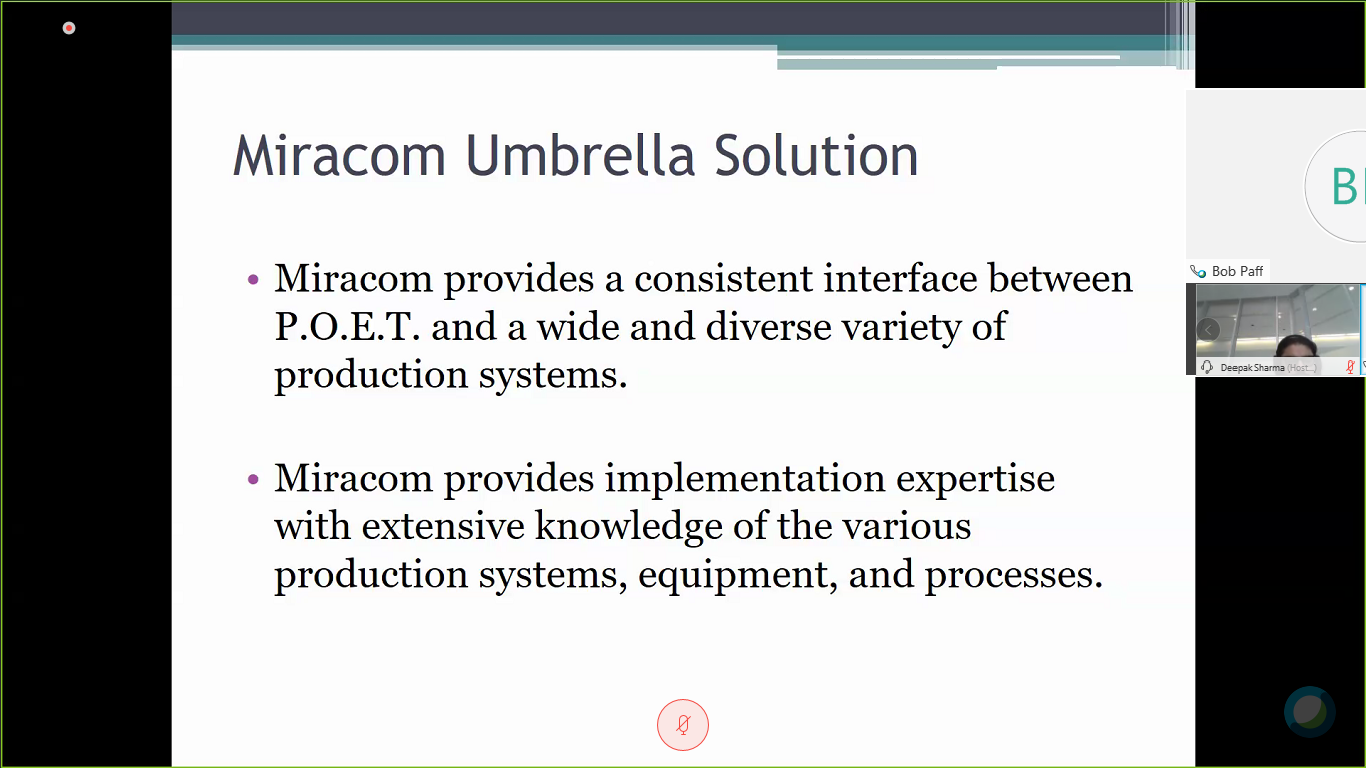 Miracom Umbrella Solution
• Miracom provides a consistent interface between
P.O.E.T. and a wide and diverse variety of
production systems.
• Miracom provides implementation expertise
with extensive knowledge of the various
production systems, equipment, and processes.
B
Bob Paff
Deepak Sharma (Host...)